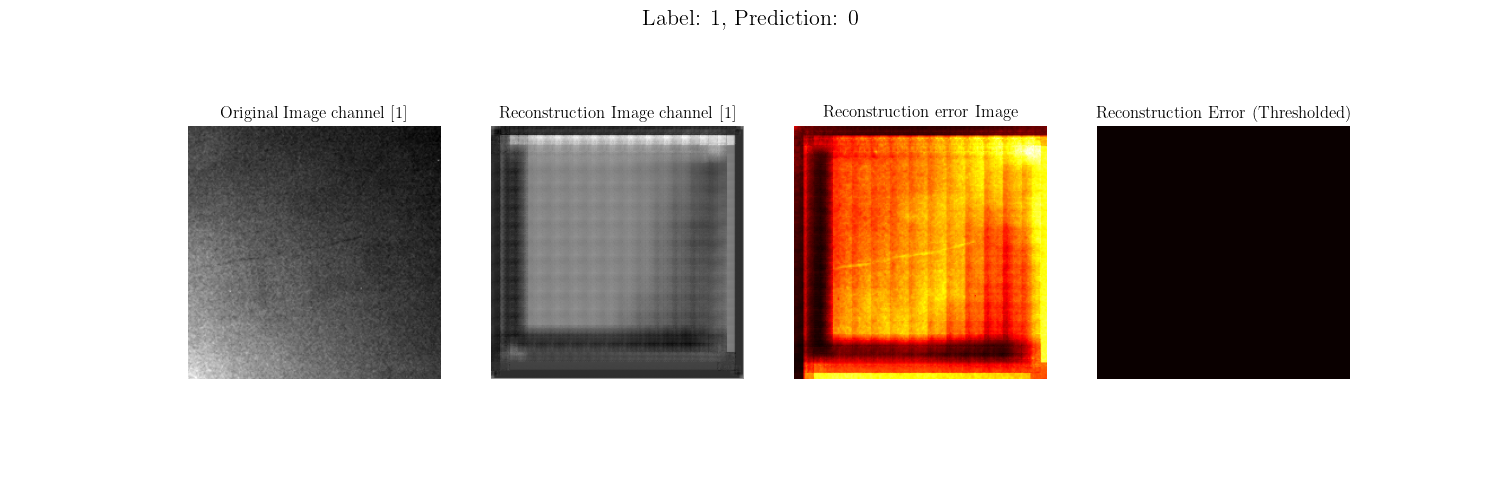 Label: 1, Prediction: 0
Original Image channel [1]
Reconstruction Image channel [1]
Reconstruction error Image
Reconstruction Error (Thresholded)